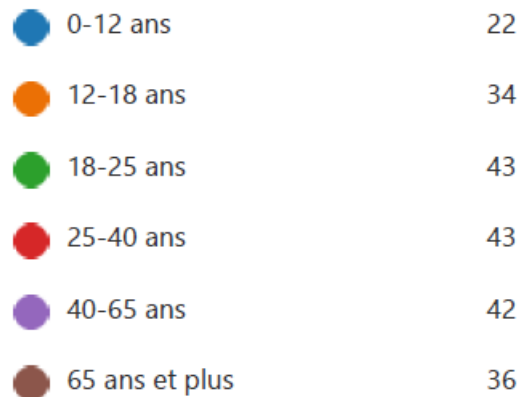 0-12 ans 22
12-18 ans 34
18-25 ans 43
25-40 ans 43
40-65 ans 42
65 ans et plus 36